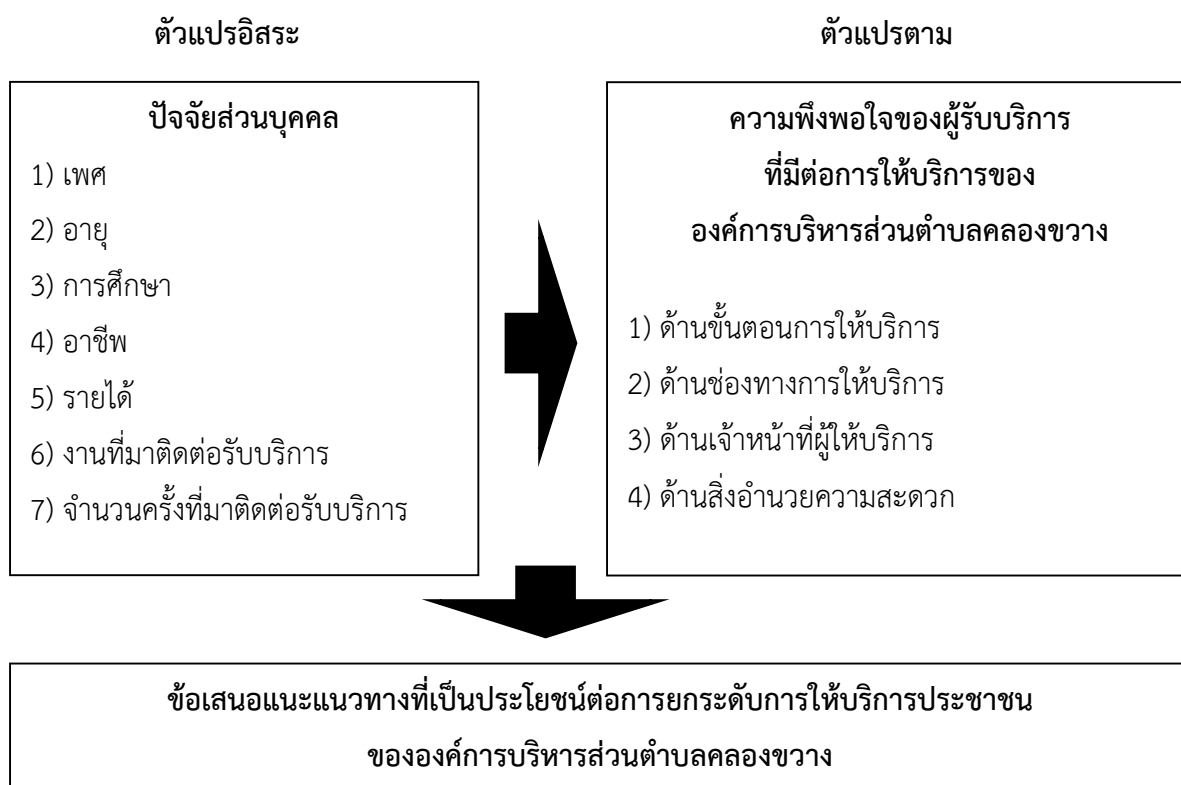 ตัวแปรอิสระ
ตัวแปรตาม
ปัจจัยส่วนบุคคล
1) เพศ
2) อายุ
3) การศึกษา
4) อาชีพ
5) รายได้
6) งานที่มาติดต่อรับบริการ
7) จำนวนครั้งที่มาติดต่อรับบริการ
ความพึงพอใจของผู้รับบริการ
ที่มีต่อการให้บริการของ
องค์การบริหารส่วนตำบลคลองขวาง
1) ด้านขั้นตอนการให้บริการ
2) ด้านช่องทางการให้บริการ
3) ด้านเจ้าหน้าที่ผู้ให้บริการ
4) ด้านสิ่งอำนวยความสะดวก
ข้อเสนอแนะแนวทางที่เป็นประโยชน์ต่อการยกระดับการให้บริการประชาชน
ขององค์การบริหารส่วนตำบลคลองขวาง